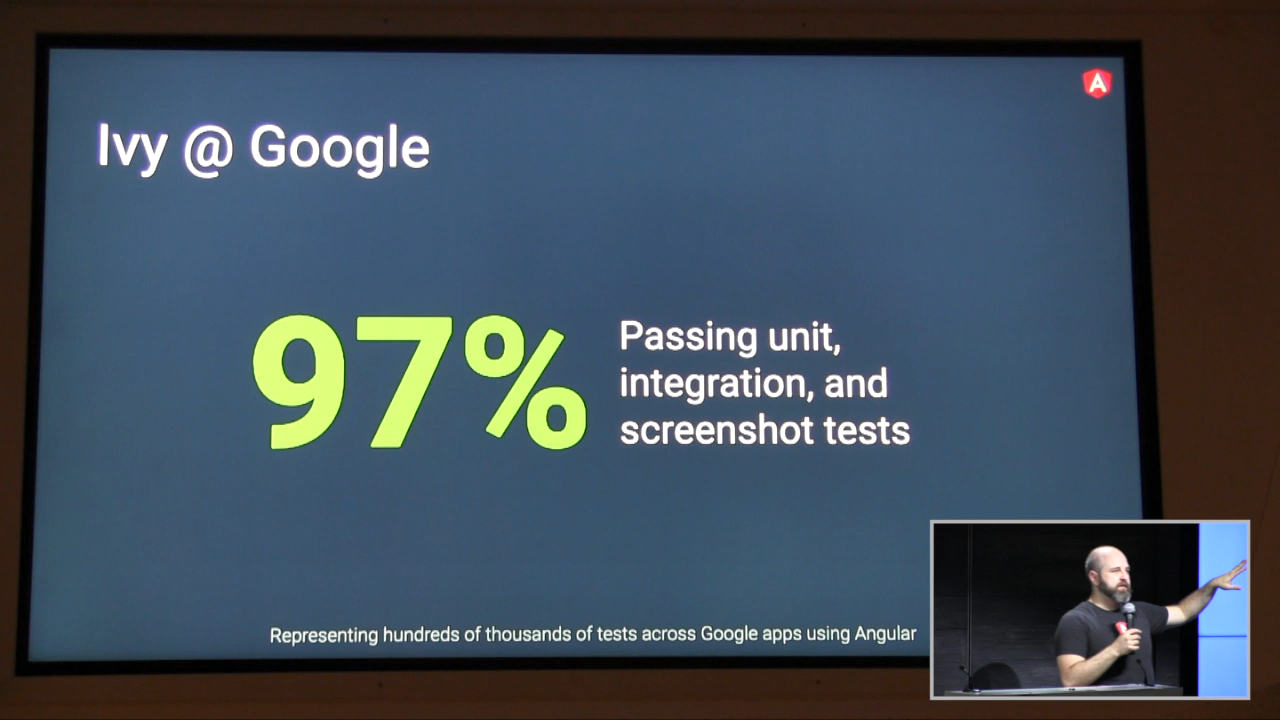 Ivy @ Google
97%
Passing unit,
integration, and
screenshot tests
Representing hundreds of thousands of tests across Google apps using Angular
A